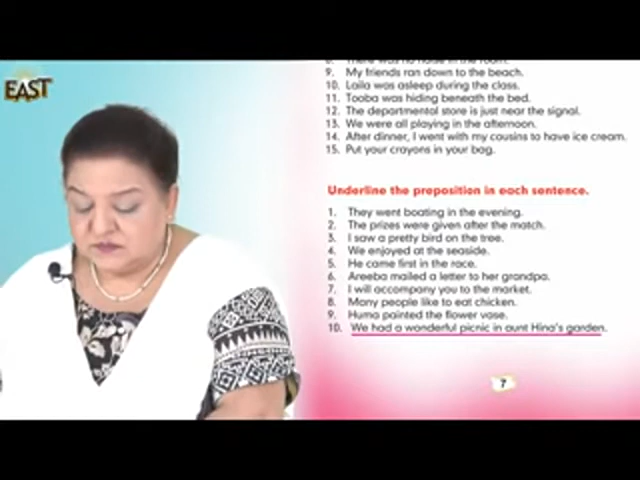 EAST
8. There was no noise in the room.
9. My friends ran down to the beach.
10. Laila was asleep during the class.
11. Tooba was hiding beneath the bed.
12. The departmental store is just near the signal.
13. We were all playing in the afternoon.
14. After dinner, I went with my cousins to have ice cream.
15. Put your crayons in your bag.
Underline the preposition in each sentence.
1. They went boating in the evening.
2. The prizes were given after the match.
3. I saw a pretty bird on the tree.
4. We enjoyed at the seaside.
5. He came first in the race.
6. Areeba mailed a letter to her grandpa.
7. I will accompany you to the market.
8. Many people like to eat chicken.
9. Huma painted the flower vase.
10. We had a wonderful picnic in aunt Hina's garden.
7